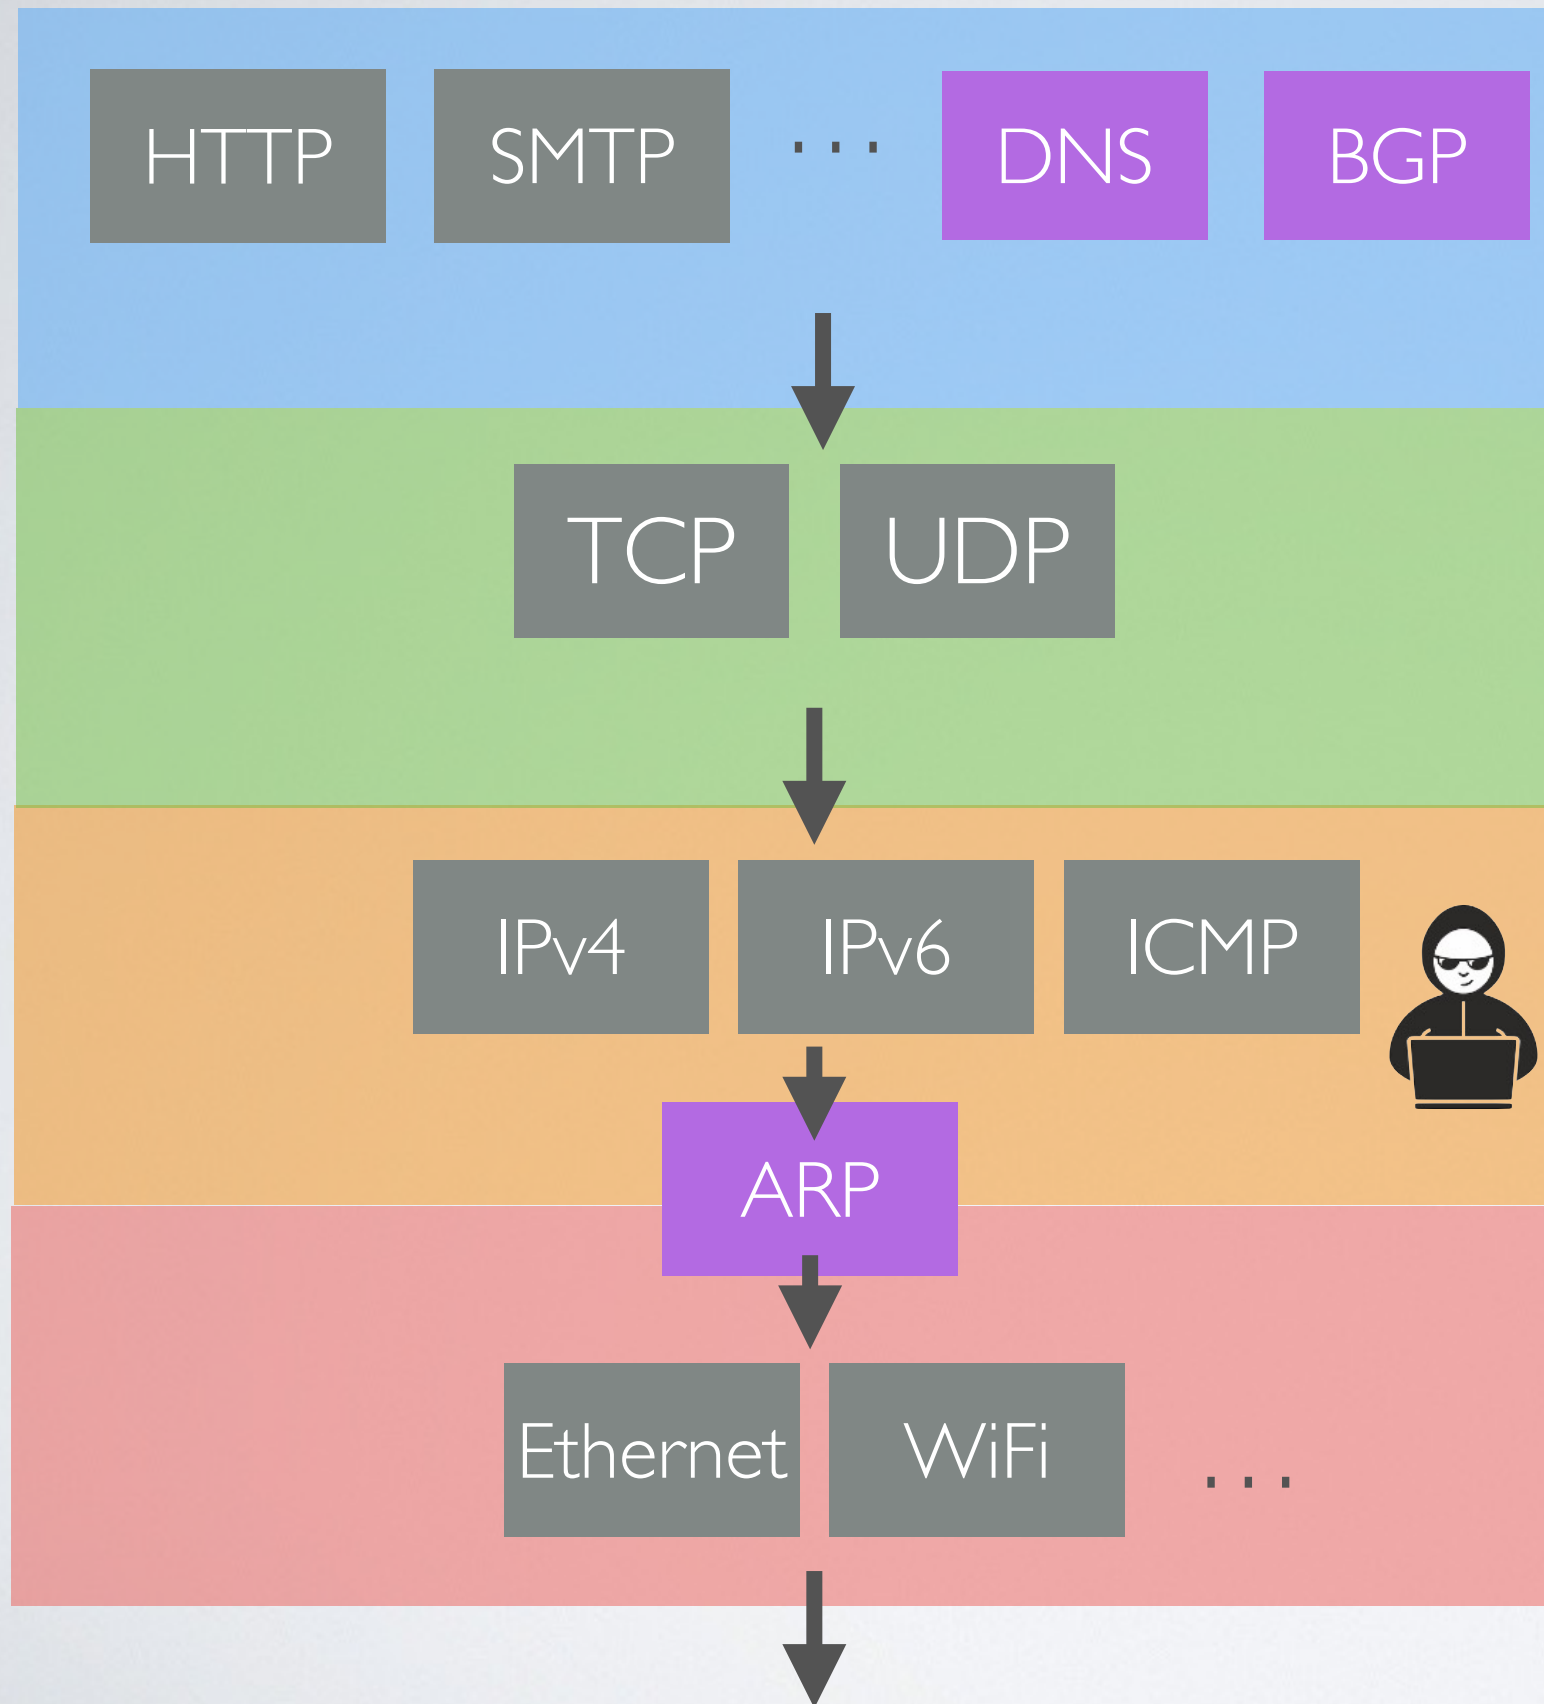 HTTP SMTP ... DNS BGP
TCP UDP
IPv4 IPv6 ICMP
ARP
Ethernet WiFi ...